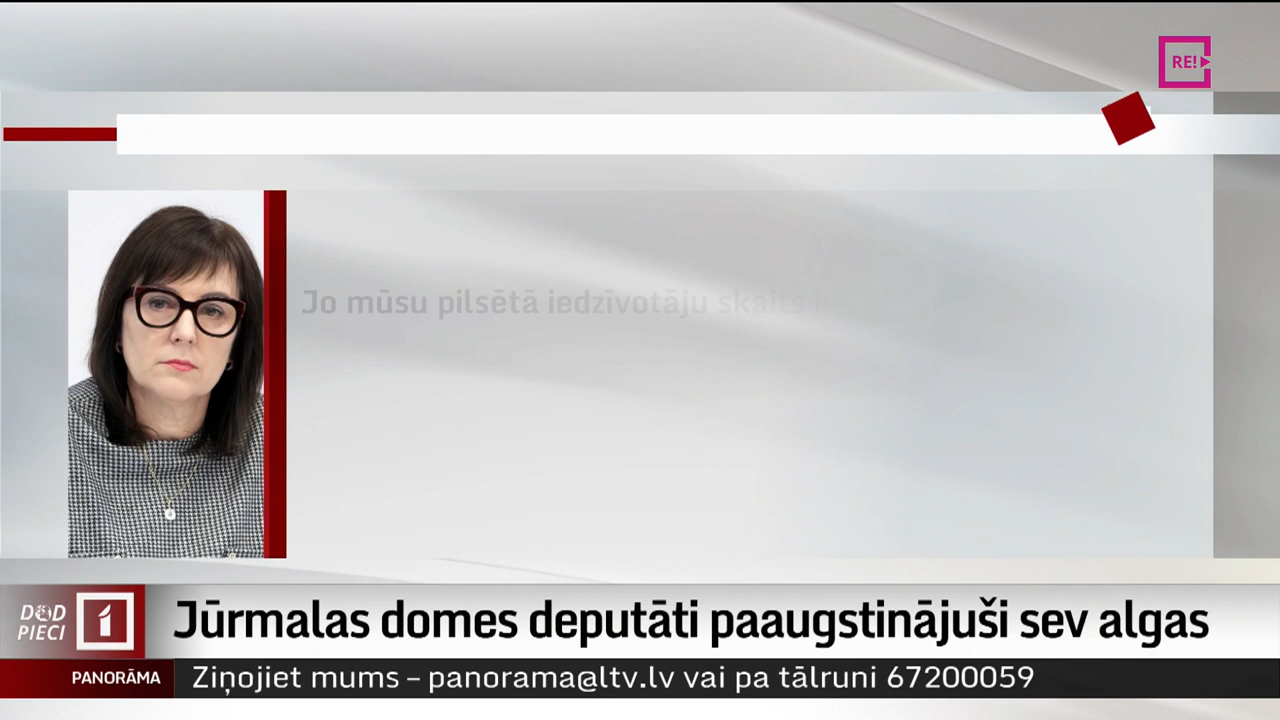 RE!
Jo mūsu pilsētā iedzīvotāju skaits
DOD
PIECI
1
Jūrmalas domes deputāti paaugstinājuši sev algas
PANORĀMA
Ziņojiet mums – panorama@ltv.lv vai pa tālruni 67200059